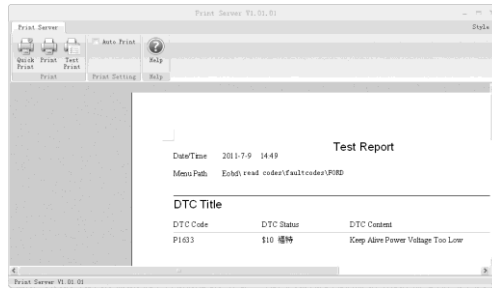 Print Server V1.01.01
Print Server
Style
Quick Print
Print
Test Print
Auto Print
Help
Print
Print Setting
Help
Test Report
Date/Time 2011-7-9 14:49
Menu Path Eobd\read codes\faultcodes\FORD
DTC Title
DTC Code DTC Status DTC Content
P1633 $10 Keep Alive Power Voltage Too Low
Print Server V1.01.01